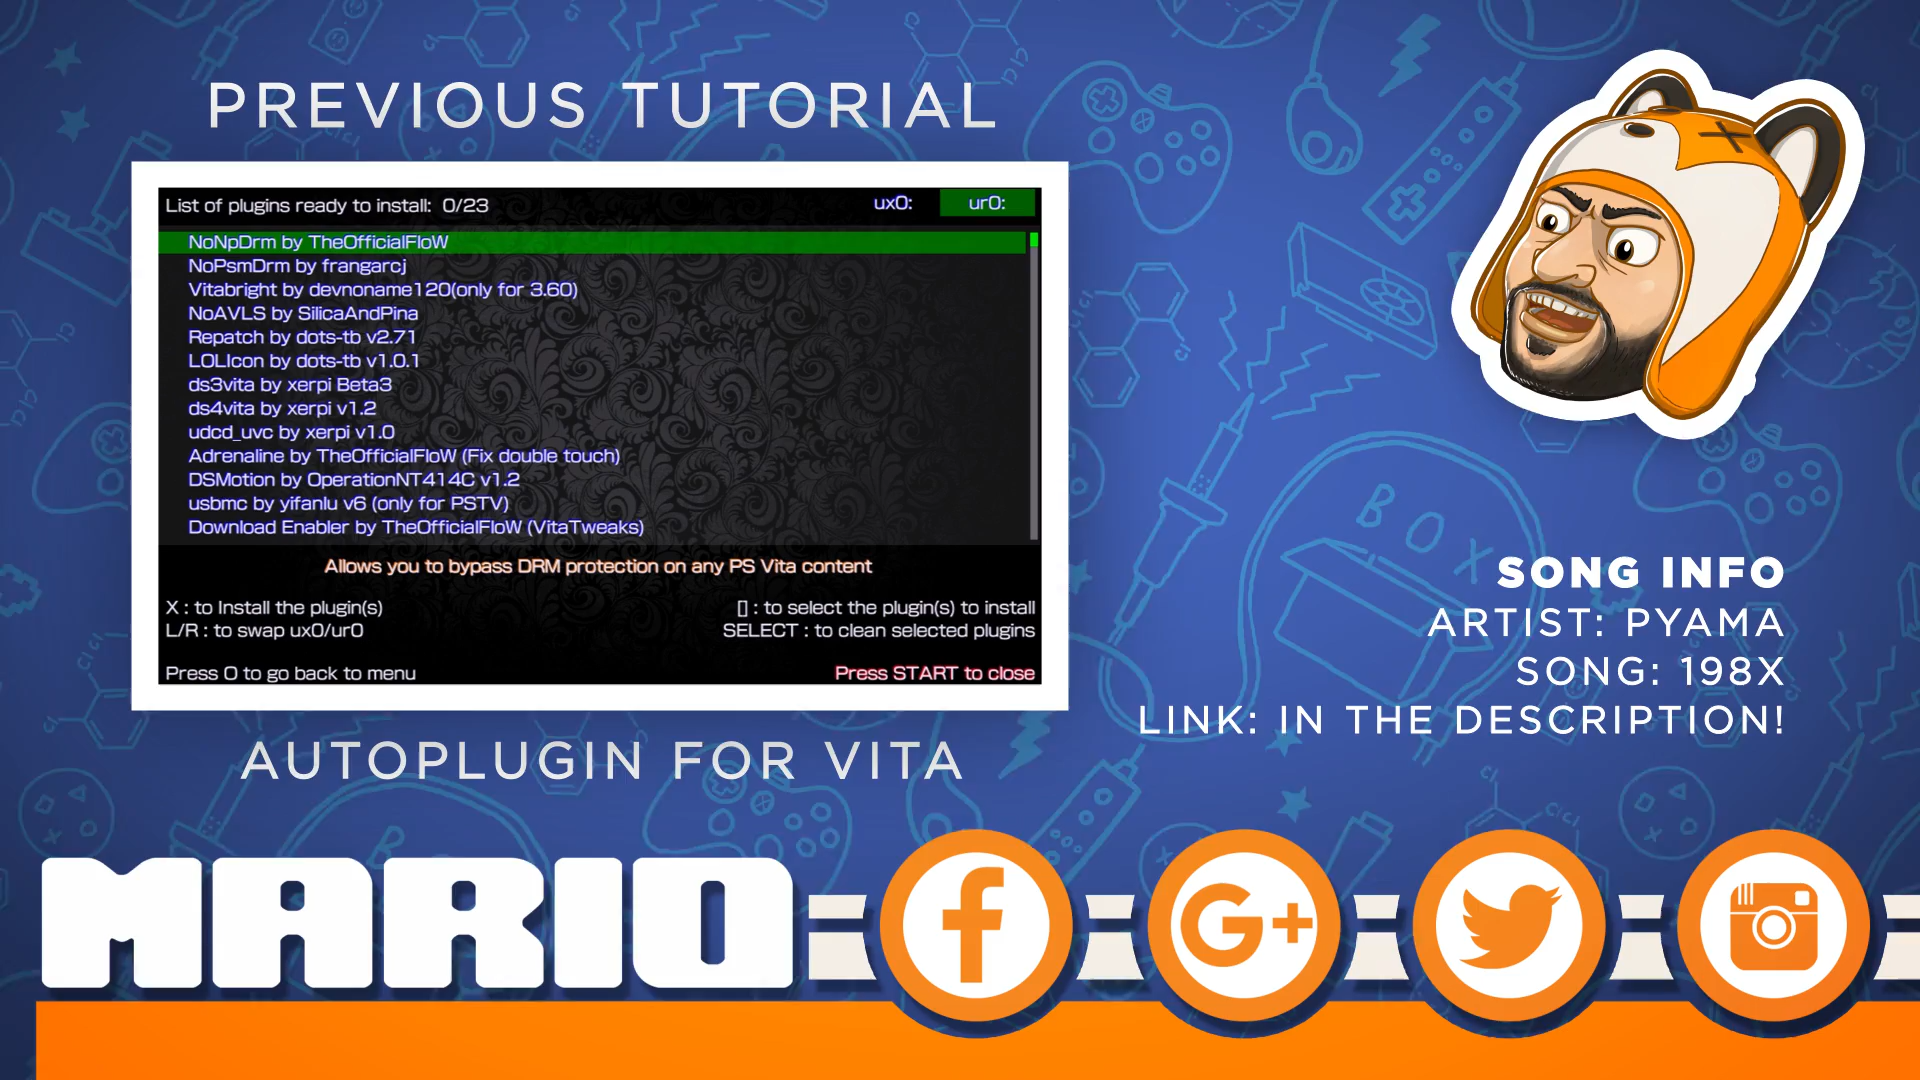 PREVIOUS TUTORIAL
List of plugins ready to install: 0/23
ux0:
ur0:
NoNpDrm by TheOfficialFloW
NoPsmDrm by frangarcj
Vitabright by devnoname120(only for 3.60)
NoAVLS by SilicaAndPina
Repatch by dots-tb v2.71
LOLIcon by dots-tb v1.0.1
ds3vita by xerpi Beta3
ds4vita by xerpi v1.2
udcd_uvc by xerpi v1.0
Adrenaline by TheOfficialFloW (Fix double touch)
DSMotion by OperationNT414C v1.2
usbmc by yifanlu v6 (only for PSTV)
Download Enabler by TheOfficialFloW (VitaTweaks)
Allows you to bypass DRM protection on any PS Vita content
X : to Install the plugin(s)
[] : to select the plugin(s) to install
L/R : to swap ux0/ur0
SELECT : to clean selected plugins
Press O to go back to menu
Press START to close
AUTOPLUGIN FOR VITA
BOX
SONG INFO
ARTIST: PYAMA
SONG: 198X
LINK: IN THE DESCRIPTION!
MARIO
f
G+